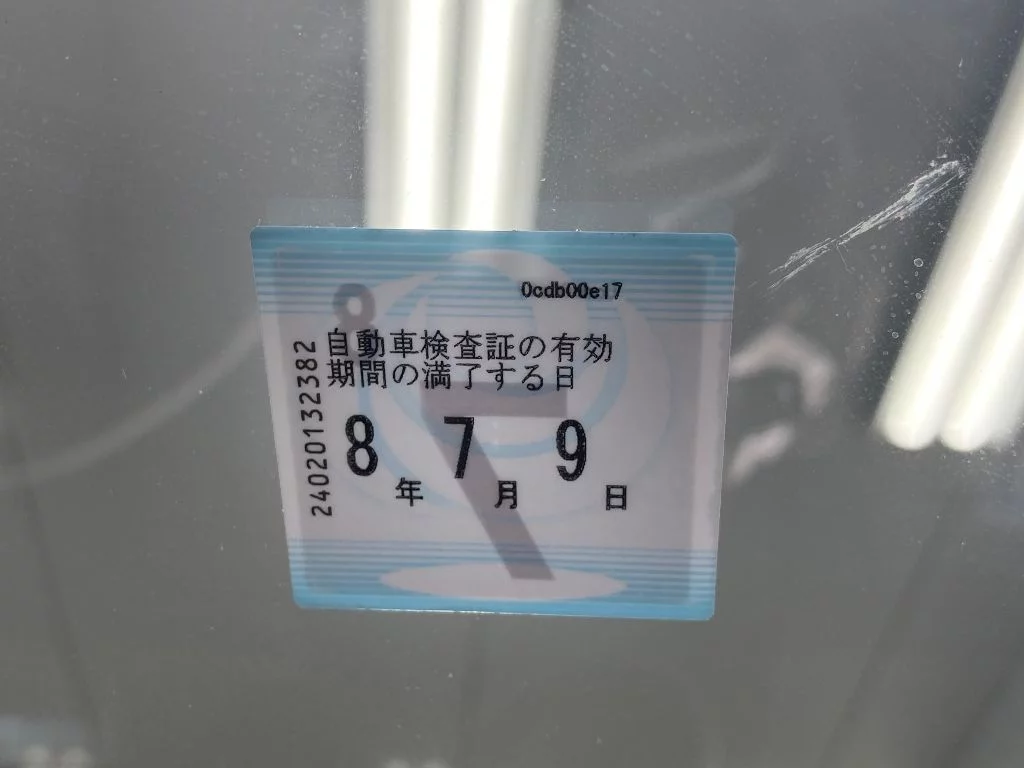 0cdb00e17
自動車検査証の有効
期間の満了する日
8年 7月 9日
240201132382